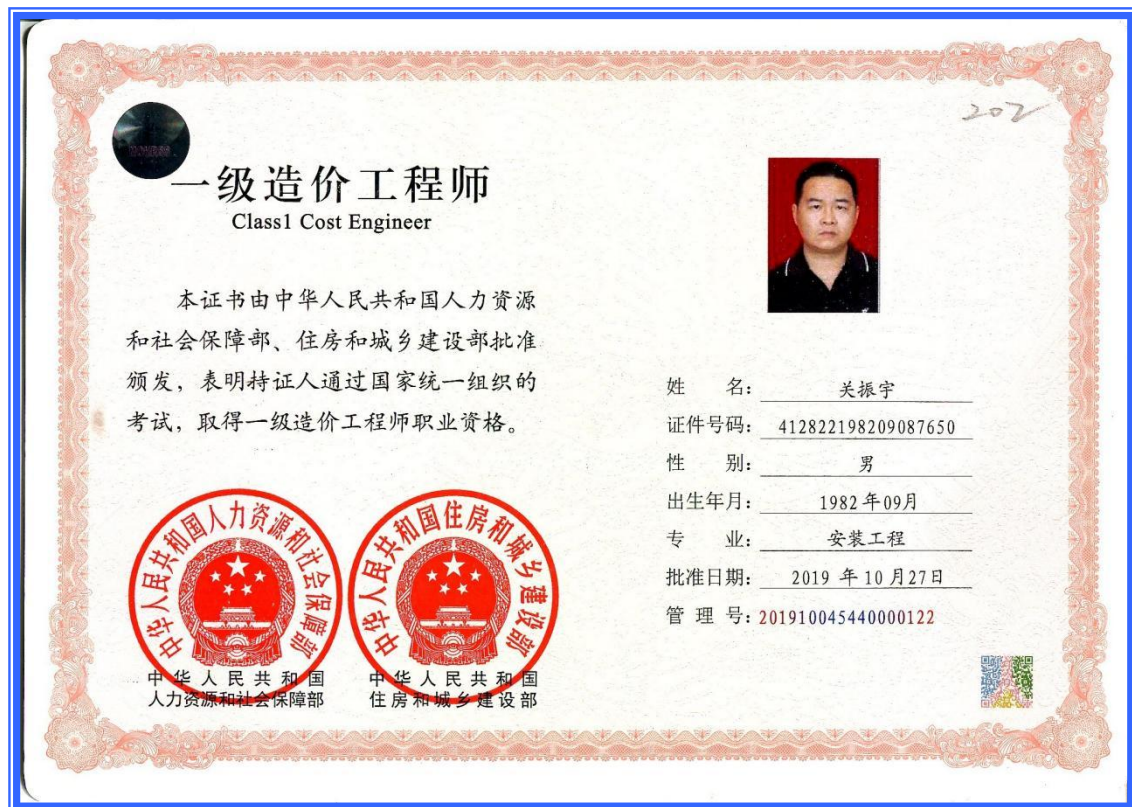 202
一级造价工程师
Class1 Cost Engineer
本证书由中华人民共和国人力资源
和社会保障部、住房和城乡建设部批准
颁发，表明持证人通过国家统一组织的
考试，取得一级造价工程师职业资格。
姓 名：关振宇
证件号码：412822198209087650
性 别：男
出生年月：1982年09月
专 业：安装工程
批准日期：2019 年 10 月27日
管 理 号：201910045440000122
中华人民共和国人力资源和社会保障部
中华人民共和国住房和城乡建设部
中华人民共和国
人力资源和社会保障部
中华人民共和国
住房和城乡建设部